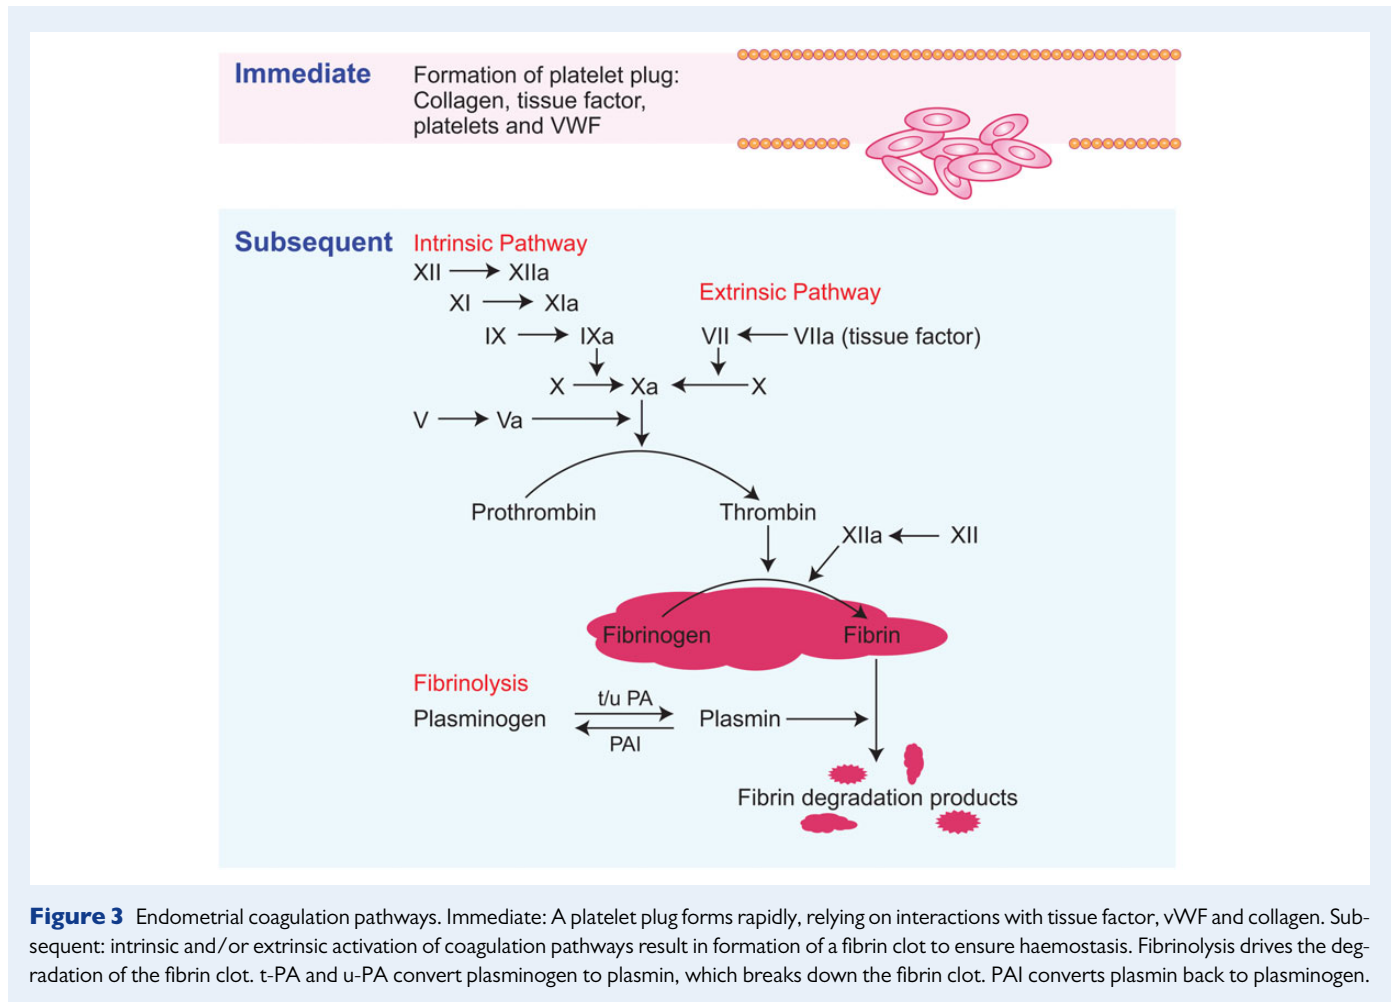 Immediate
Formation of platelet plug:
Collagen, tissue factor,
platelets and VWF
Subsequent
Intrinsic Pathway
XII → XIIa
XI → XIa
Extrinsic Pathway
IX → IXa
VII ← VIIa (tissue factor)
X → Xa ← X
V → Va →
Prothrombin
Thrombin
XIIa ← XII
Fibrinogen
Fibrin
Fibrinolysis
t/u PA
Plasminogen
Plasmin
PAI
Fibrin degradation products
Figure 3 Endometrial coagulation pathways. Immediate: A platelet plug forms rapidly, relying on interactions with tissue factor, vWF and collagen. Sub-
sequent: intrinsic and/or extrinsic activation of coagulation pathways result in formation of a fibrin clot to ensure haemostasis. Fibrinolysis drives the deg-
radation of the fibrin clot. t-PA and u-PA convert plasminogen to plasmin, which breaks down the fibrin clot. PAI converts plasmin back to plasminogen.